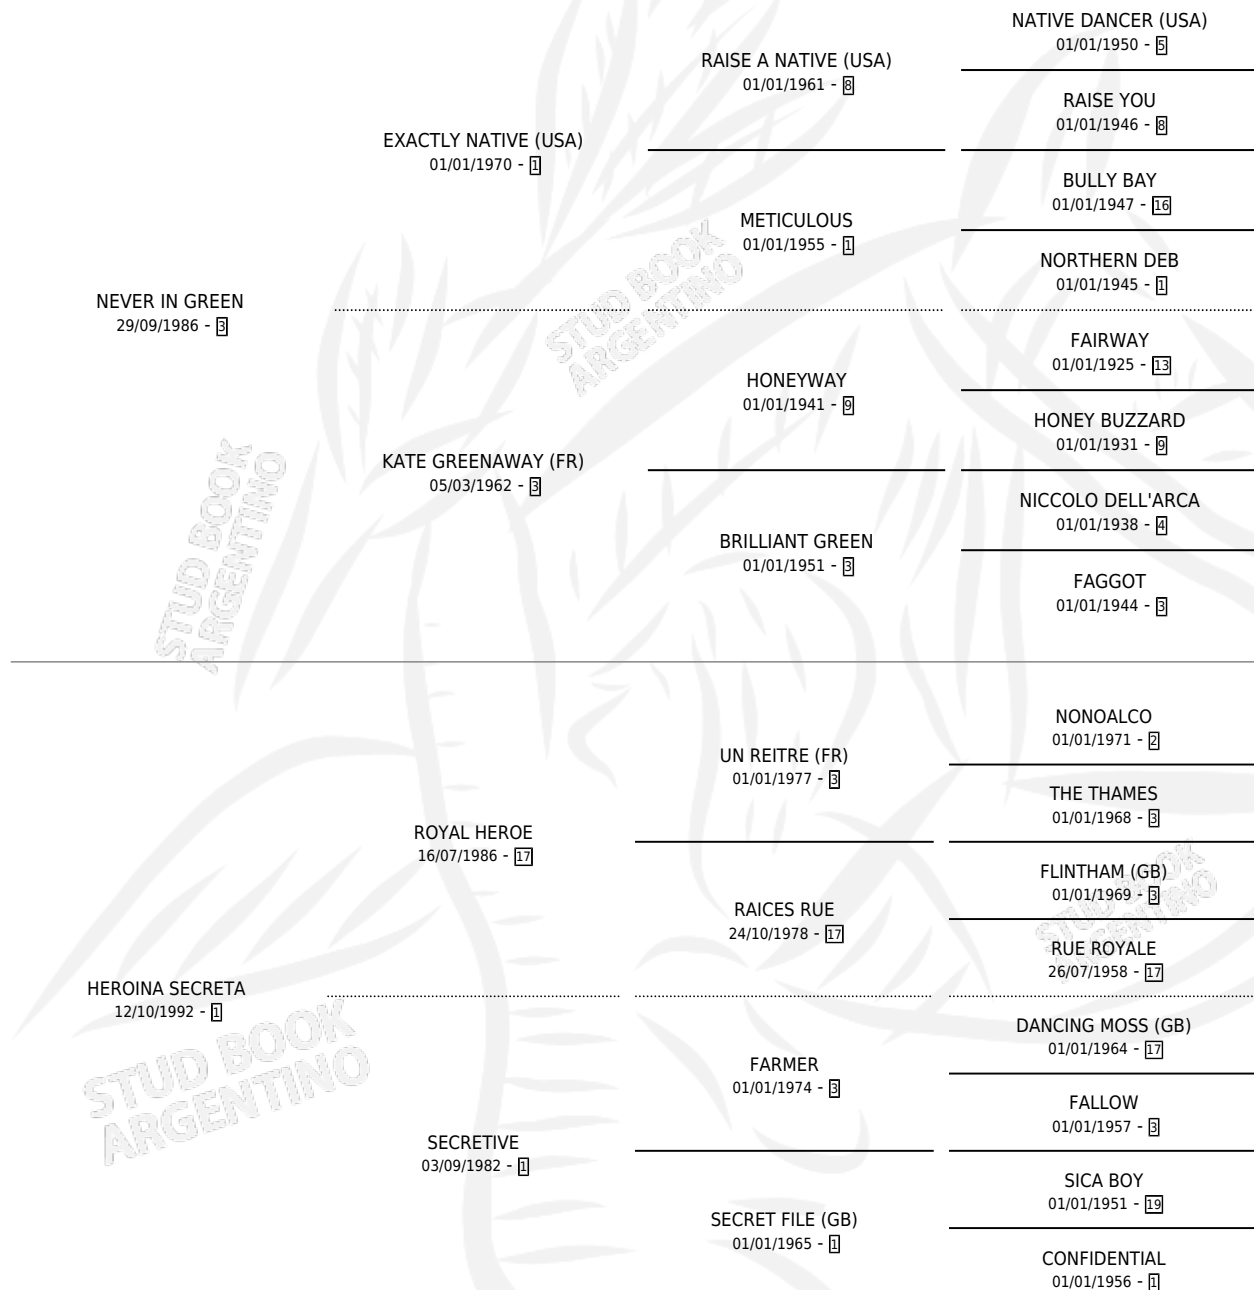 NATIVE DANCER (USA)
01/01/1950 - 5
RAISE A NATIVE (USA)
01/01/1961 - 8
RAISE YOU
01/01/1946 - 8
EXACTLY NATIVE (USA)
01/01/1970 - 1
BULLY BAY
01/01/1947 - 16
METICULOUS
01/01/1955 - 1
NORTHERN DEB
01/01/1945 - 1
NEVER IN GREEN
29/09/1986 - 3
FAIRWAY
01/01/1925 - 13
HONEYWAY
01/01/1941 - 9
HONEY BUZZARD
01/01/1931 - 9
KATE GREENAWAY (FR)
05/03/1962 - 3
NICCOLO DELL'ARCA
01/01/1938 - 4
BRILLIANT GREEN
01/01/1951 - 3
FAGGOT
01/01/1944 - 3
NONOALCO
01/01/1971 - 2
UN REITRE (FR)
01/01/1977 - 3
THE THAMES
01/01/1968 - 3
ROYAL HEROE
16/07/1986 - 17
FLINTHAM (GB)
01/01/1969 - 3
RAICES RUE
24/10/1978 - 17
RUE ROYALE
26/07/1958 - 17
HEROINA SECRETA
12/10/1992 - 1
DANCING MOSS (GB)
01/01/1964 - 17
FARMER
01/01/1974 - 3
FALLOW
01/01/1957 - 3
SECRETIVE
03/09/1982 - 1
SICA BOY
01/01/1951 - 19
SECRET FILE (GB)
01/01/1965 - 1
CONFIDENTIAL
01/01/1956 - 1
STUD BOOK
ARGENTINO
STUD BOOK
ARGENTINO
STUD BOOK
ARGENTINO
STUD BOOK
ARGENTINO